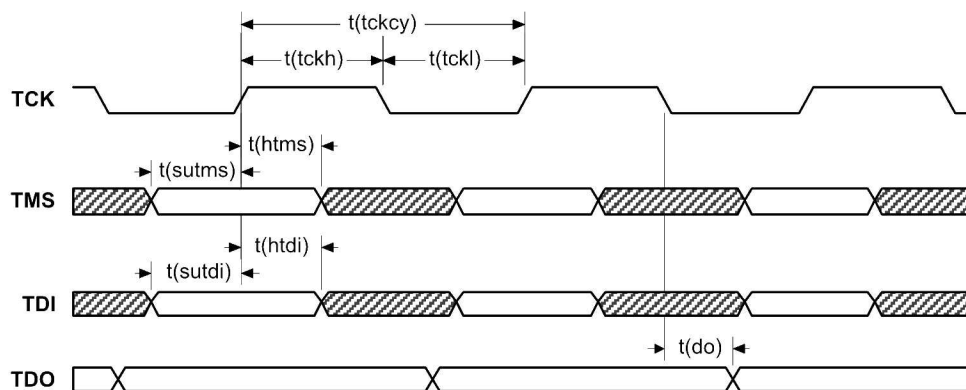 t(tckcy)
t(tckh)
t(tckl)
TCK
t(htms)
t(sutms)
TMS
t(htdi)
t(sutdi)
TDI
t(do)
TDO